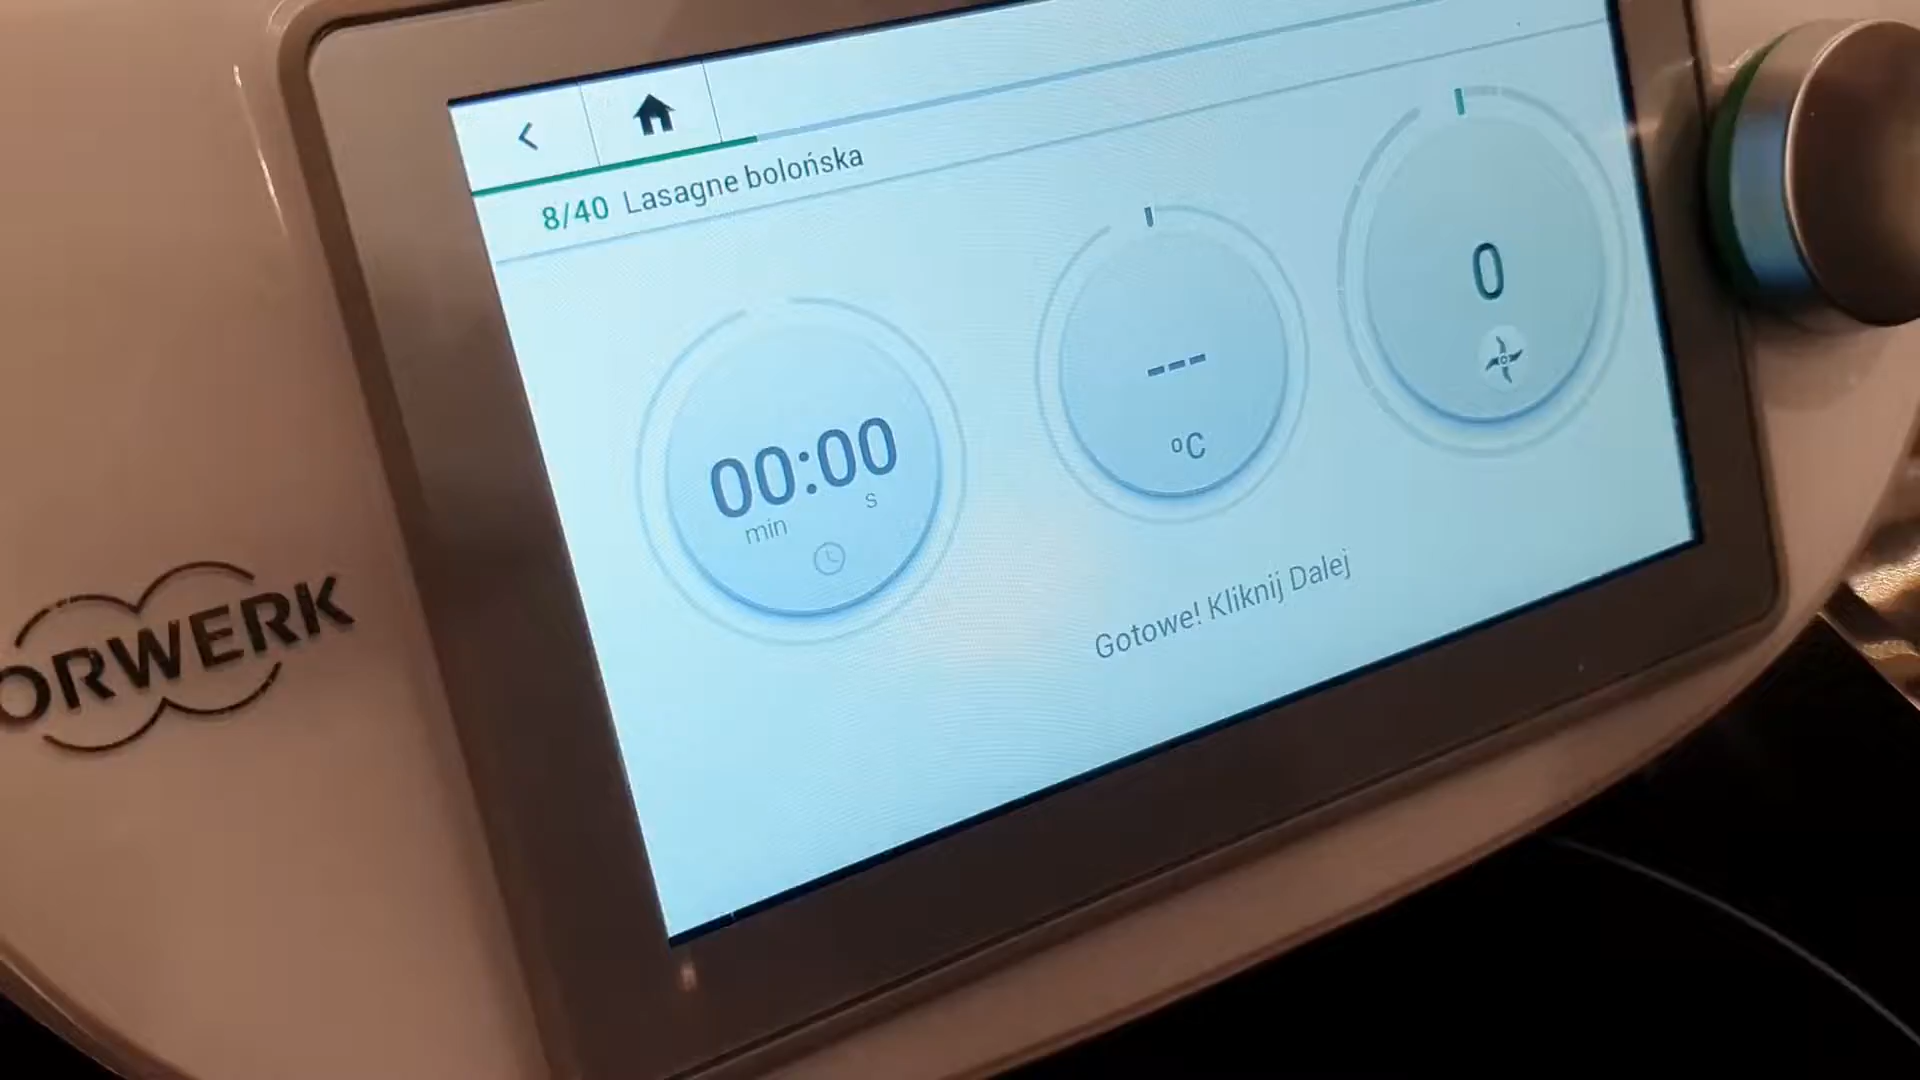 8/40 Lasagne bolońska
00:00
min s
---
°C
0
Gotowe! Kliknij Dalej
ORWERK